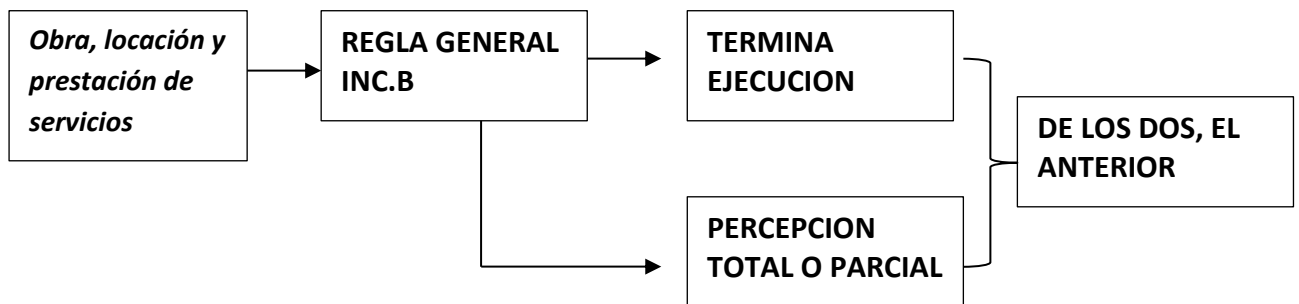 Obra, locación y
prestación de
servicios
REGLA GENERAL
INC.B
TERMINA
EJECUCION
PERCEPCION
TOTAL O PARCIAL
DE LOS DOS, EL
ANTERIOR